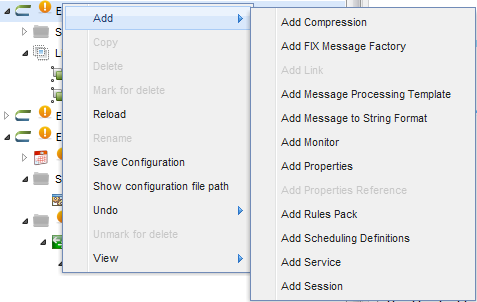 E
S
Li
E
E
S
Add
Copy
Delete
Mark for delete
Reload
Rename
Save Configuration
Show configuration file path
Undo
Unmark for delete
View
Add Compression
Add FIX Message Factory
Add Link
Add Message Processing Template
Add Message to String Format
Add Monitor
Add Properties
Add Properties Reference
Add Rules Pack
Add Scheduling Definitions
Add Service
Add Session